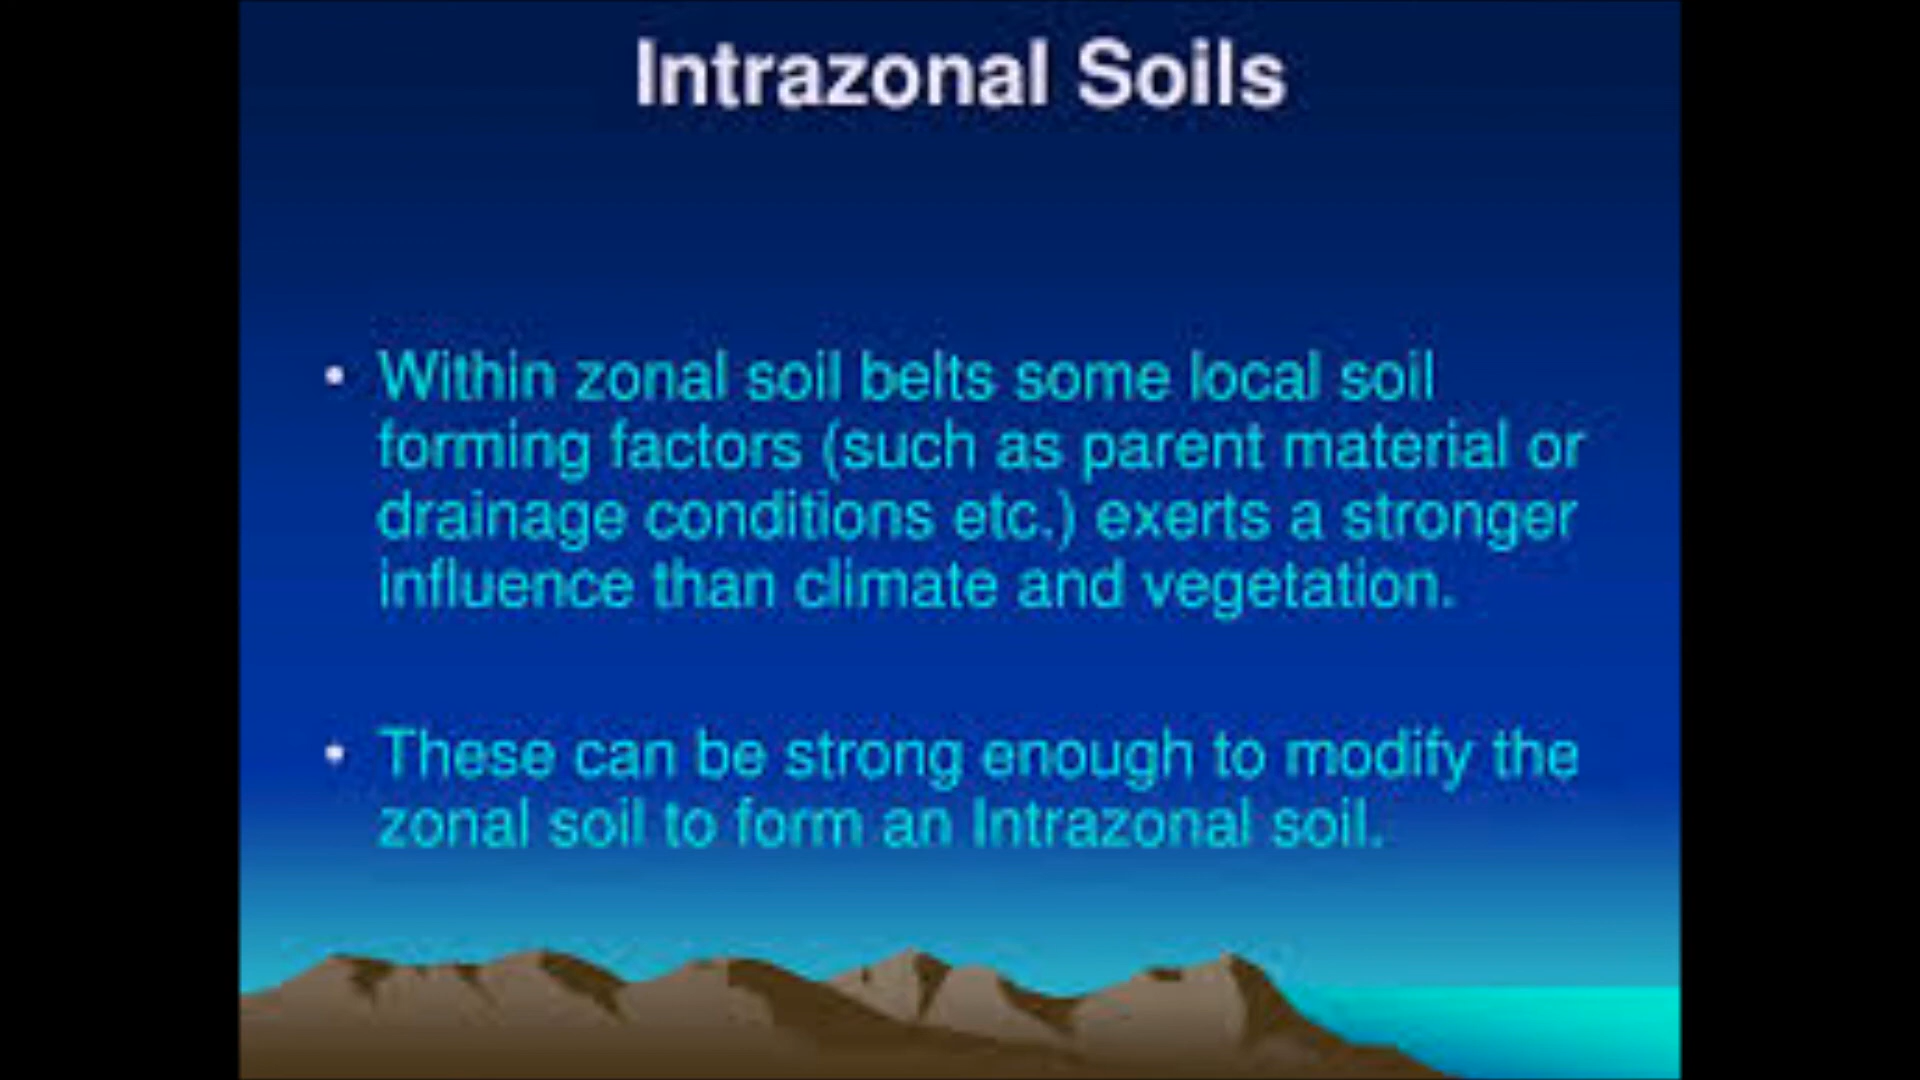 Intrazonal Soils
• Within zonal soil belts some local soil
forming factors (such as parent material or
drainage conditions etc.) exerts a stronger
influence than climate and vegetation.
• These can be strong enough to modify the
zonal soil to form an Intrazonal soil.